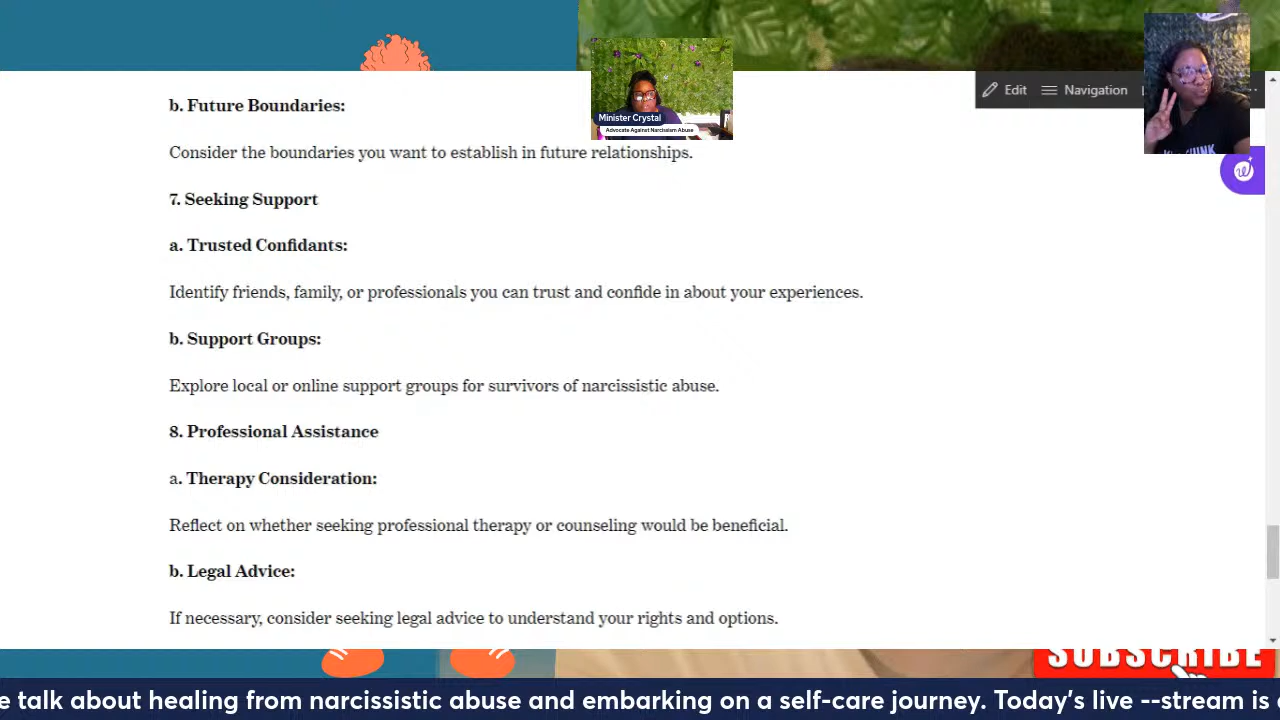 b. Future Boundaries:
Edit
Navigation
Minister Crystal
Advocate Against Narcissism Abuse
Consider the boundaries you want to establish in future relationships.
7. Seeking Support
a. Trusted Confidants:
Identify friends, family, or professionals you can trust and confide in about your experiences.
b. Support Groups:
Explore local or online support groups for survivors of narcissistic abuse.
8. Professional Assistance
a. Therapy Consideration:
Reflect on whether seeking professional therapy or counseling would be beneficial.
b. Legal Advice:
If necessary, consider seeking legal advice to understand your rights and options.
SUBSCRIBE
e talk about healing from narcissistic abuse and embarking on a self-care journey. Today's live --stream is